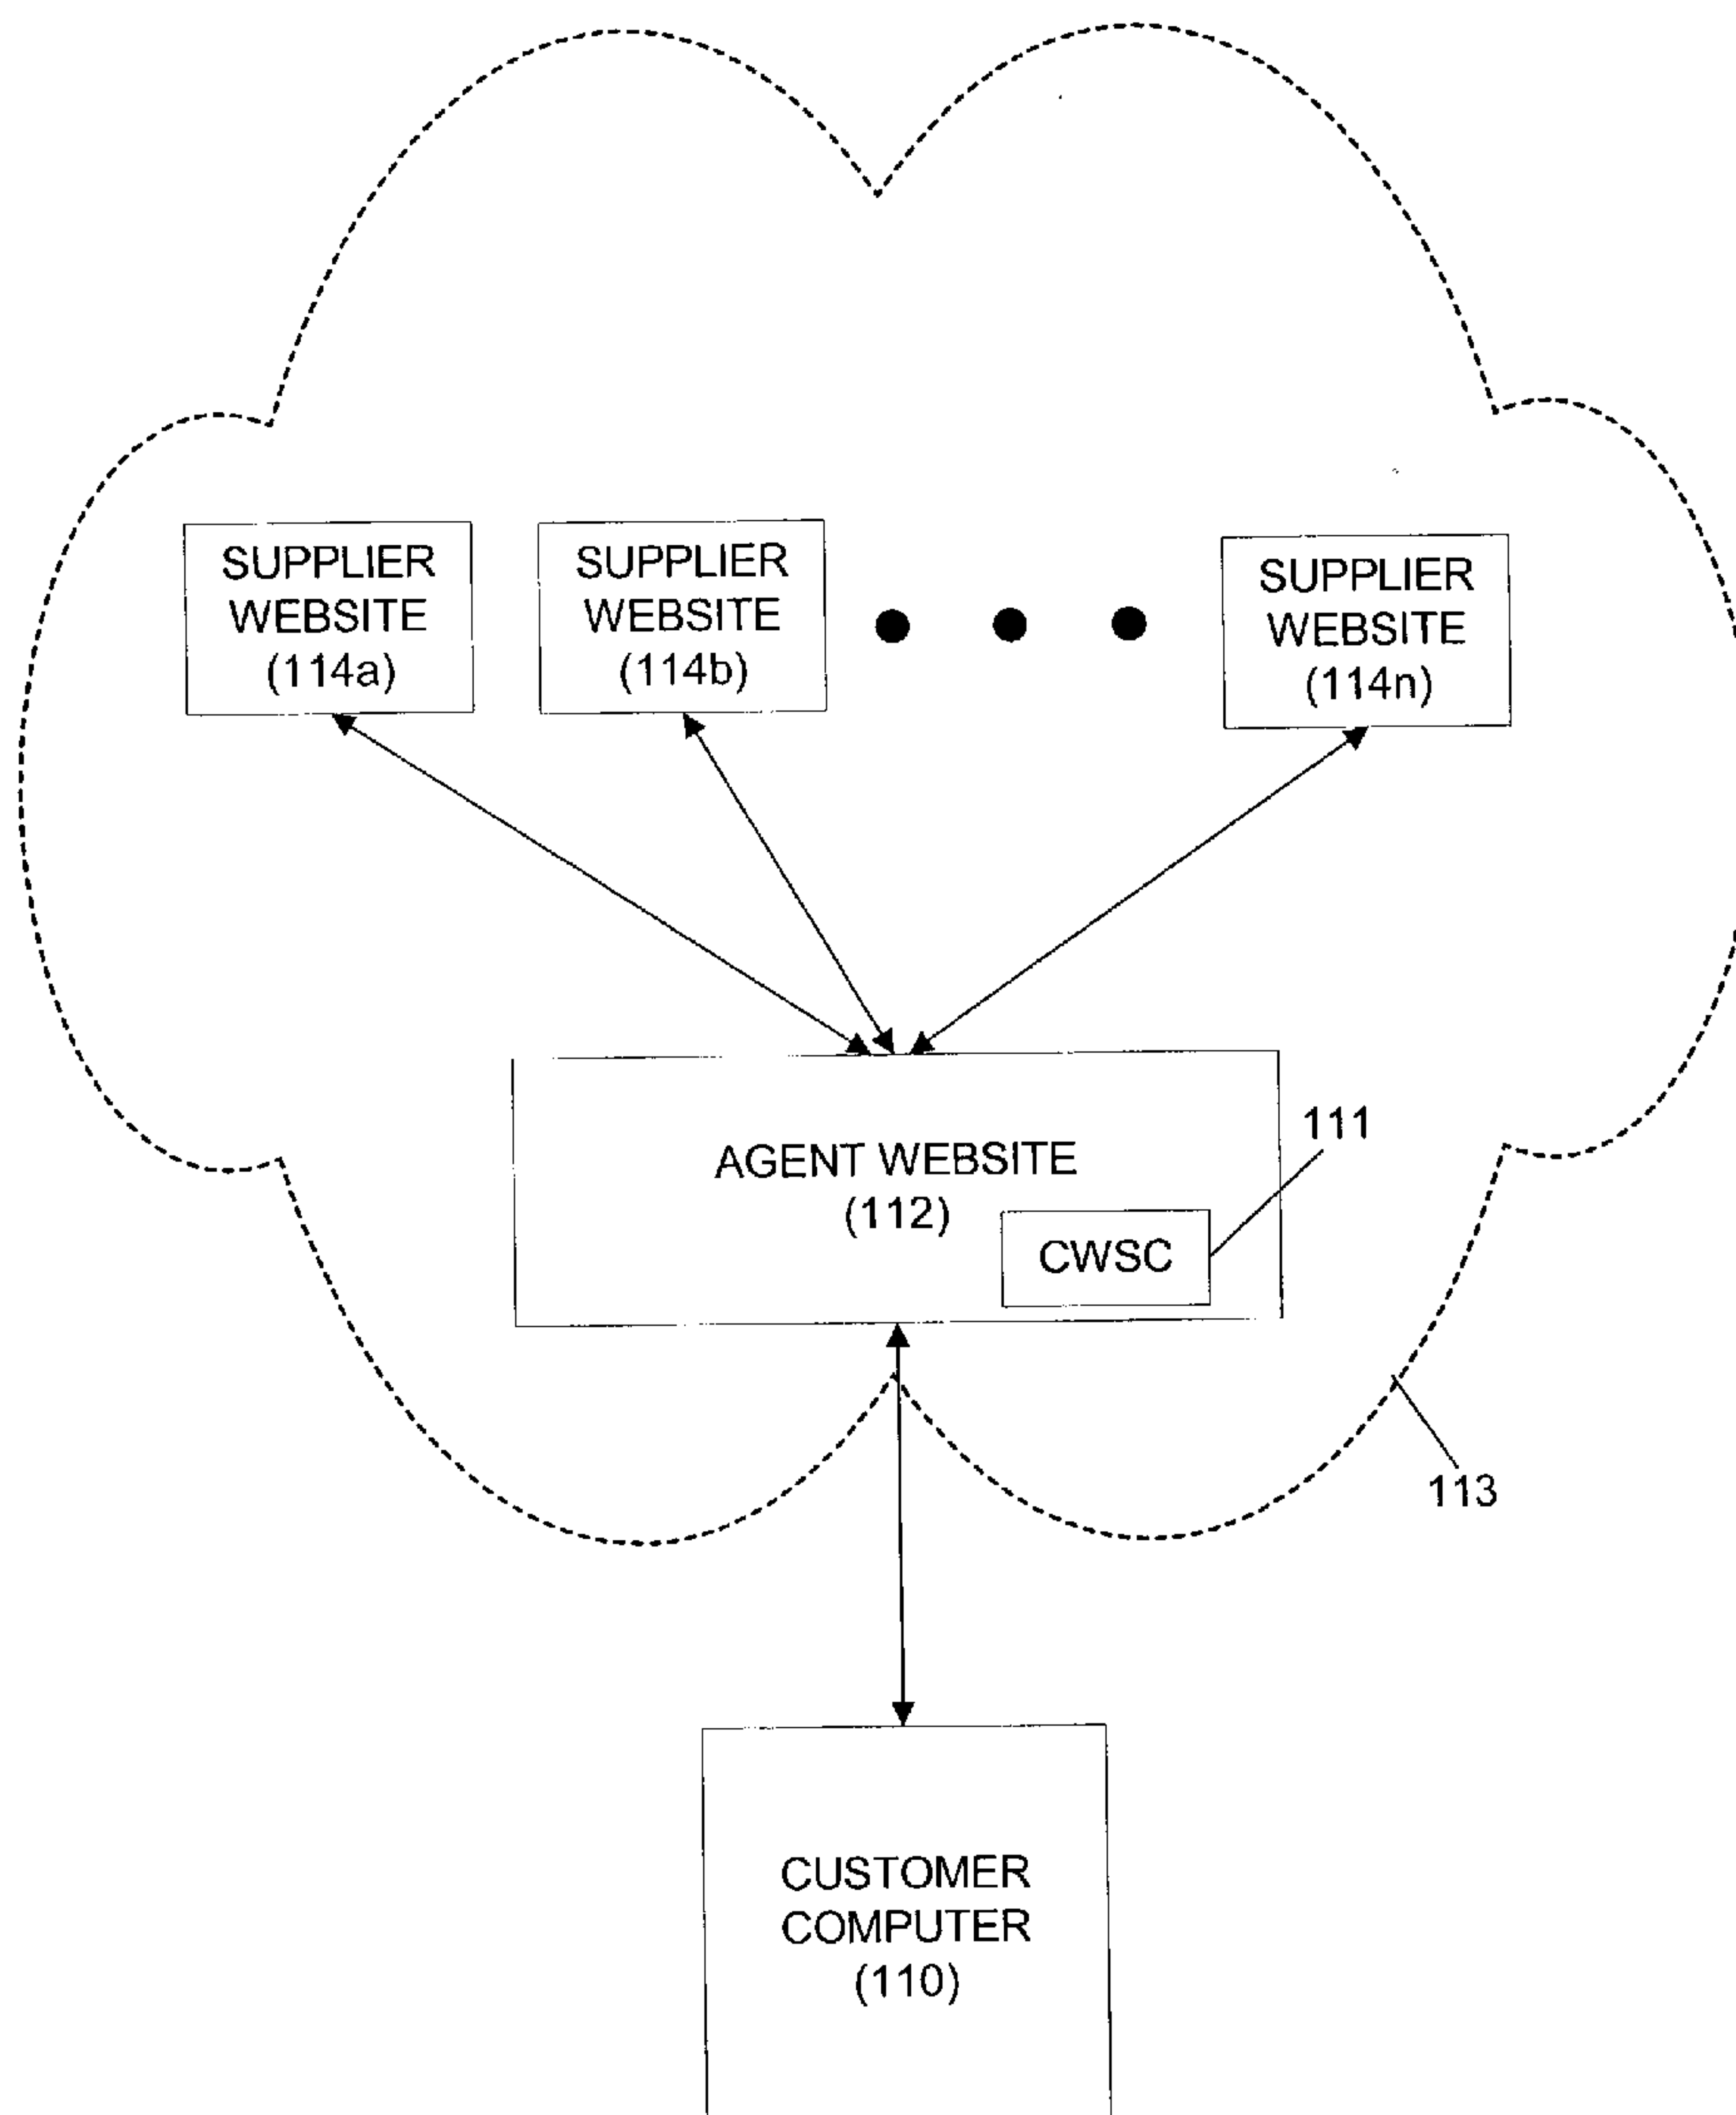 SUPPLIER
WEBSITE
(114a)
SUPPLIER
WEBSITE
(114b)
SUPPLIER
WEBSITE
(114n)
AGENT WEBSITE
(112)
111
CWSC
113
CUSTOMER
COMPUTER
(110)